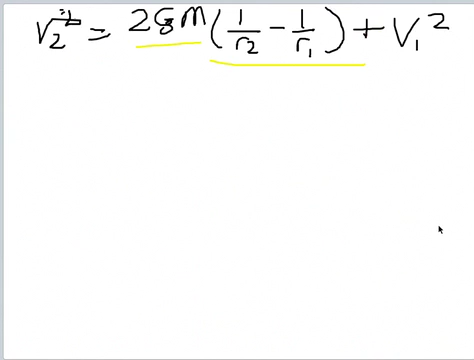 V₂² = 2GM(1/r₂ − 1/r₁) + V₁²